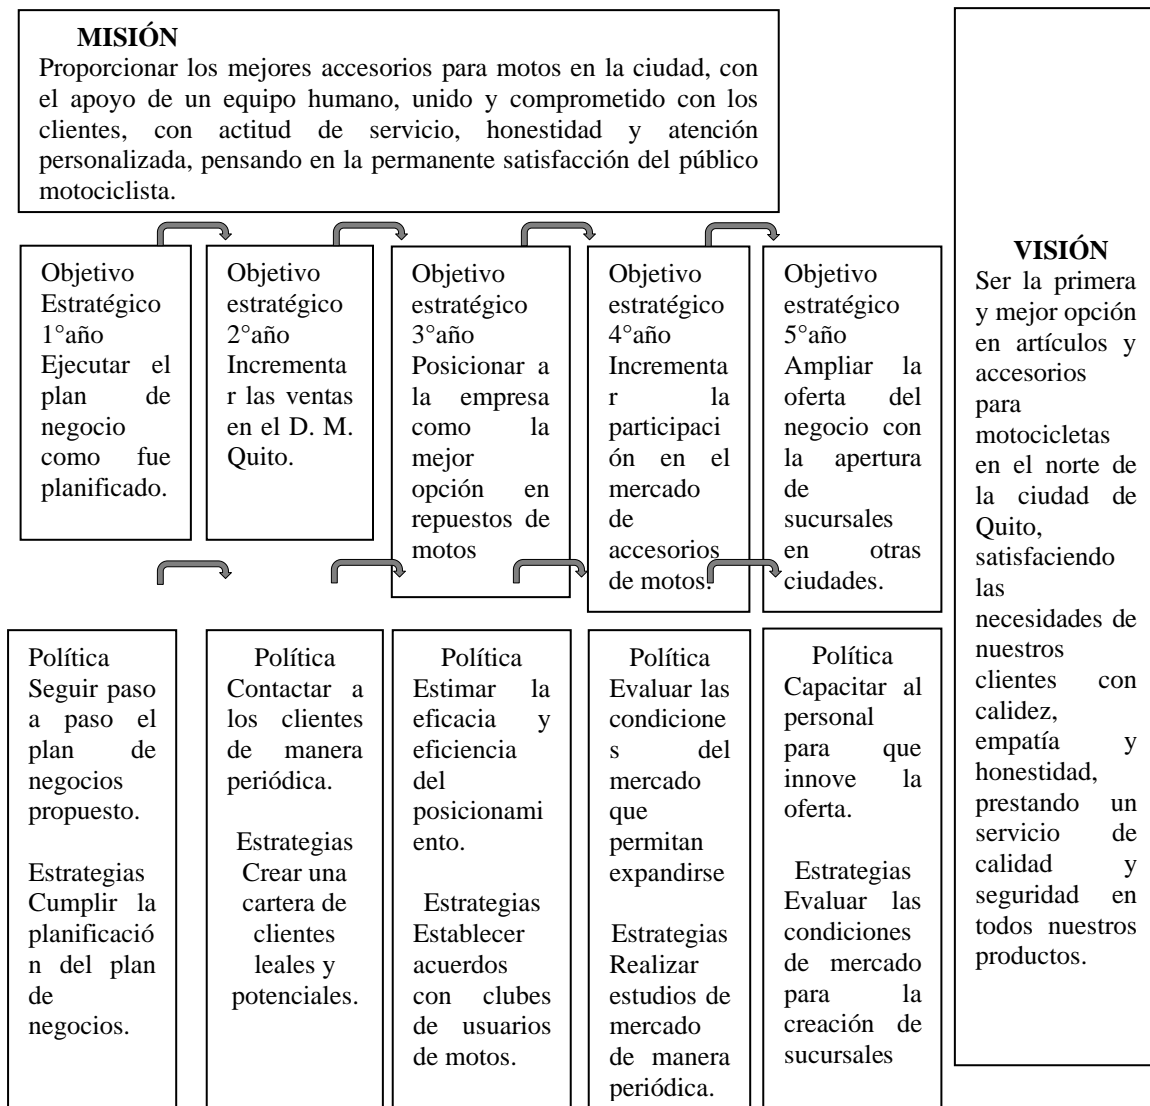 MISIÓN
Proporcionar los mejores accesorios para motos en la ciudad, con
el apoyo de un equipo humano, unido y comprometido con los
clientes, con actitud de servicio, honestidad y atención
personalizada, pensando en la permanente satisfacción del público
motociclista.
Objetivo
Estratégico
1°año
Ejecutar el
plan de
negocio
como fue
planificado.
Objetivo
estratégico
2°año
Incrementa
r las ventas
en el D. M.
Quito.
Objetivo
estratégico
3°año
Posicionar a
la empresa
como la
mejor
opción en
repuestos de
motos
Objetivo
estratégico
4°año
Incrementa
r la
participaci
ón en el
mercado
de
accesorios
de motos.
Objetivo
estratégico
5°año
Ampliar la
oferta del
negocio con
la apertura
de
sucursales
en otras
ciudades.
Política
Seguir paso
a paso el
plan de
negocios
propuesto.
Estrategias
Cumplir la
planificació
n del plan
de
negocios.
Política
Contactar a
los clientes
de manera
periódica.
Estrategias
Crear una
cartera de
clientes
leales y
potenciales.
Política
Estimar la
eficacia y
eficiencia
del
posicionami
ento.
Estrategias
Establecer
acuerdos
con clubes
de usuarios
de motos.
Política
Evaluar las
condicione
s del
mercado
que
permitan
expandirse
Estrategias
Realizar
estudios de
mercado
de manera
periódica.
Política
Capacitar al
personal
para que
innove la
oferta.
Estrategias
Evaluar las
condiciones
de mercado
para la
creación de
sucursales
VISIÓN
Ser la primera
y mejor opción
en artículos y
accesorios
para
motocicletas
en el norte de
la ciudad de
Quito,
satisfaciendo
las
necesidades de
nuestros
clientes con
calidez,
empatía y
honestidad,
prestando un
servicio de
calidad y
seguridad en
todos nuestros
productos.